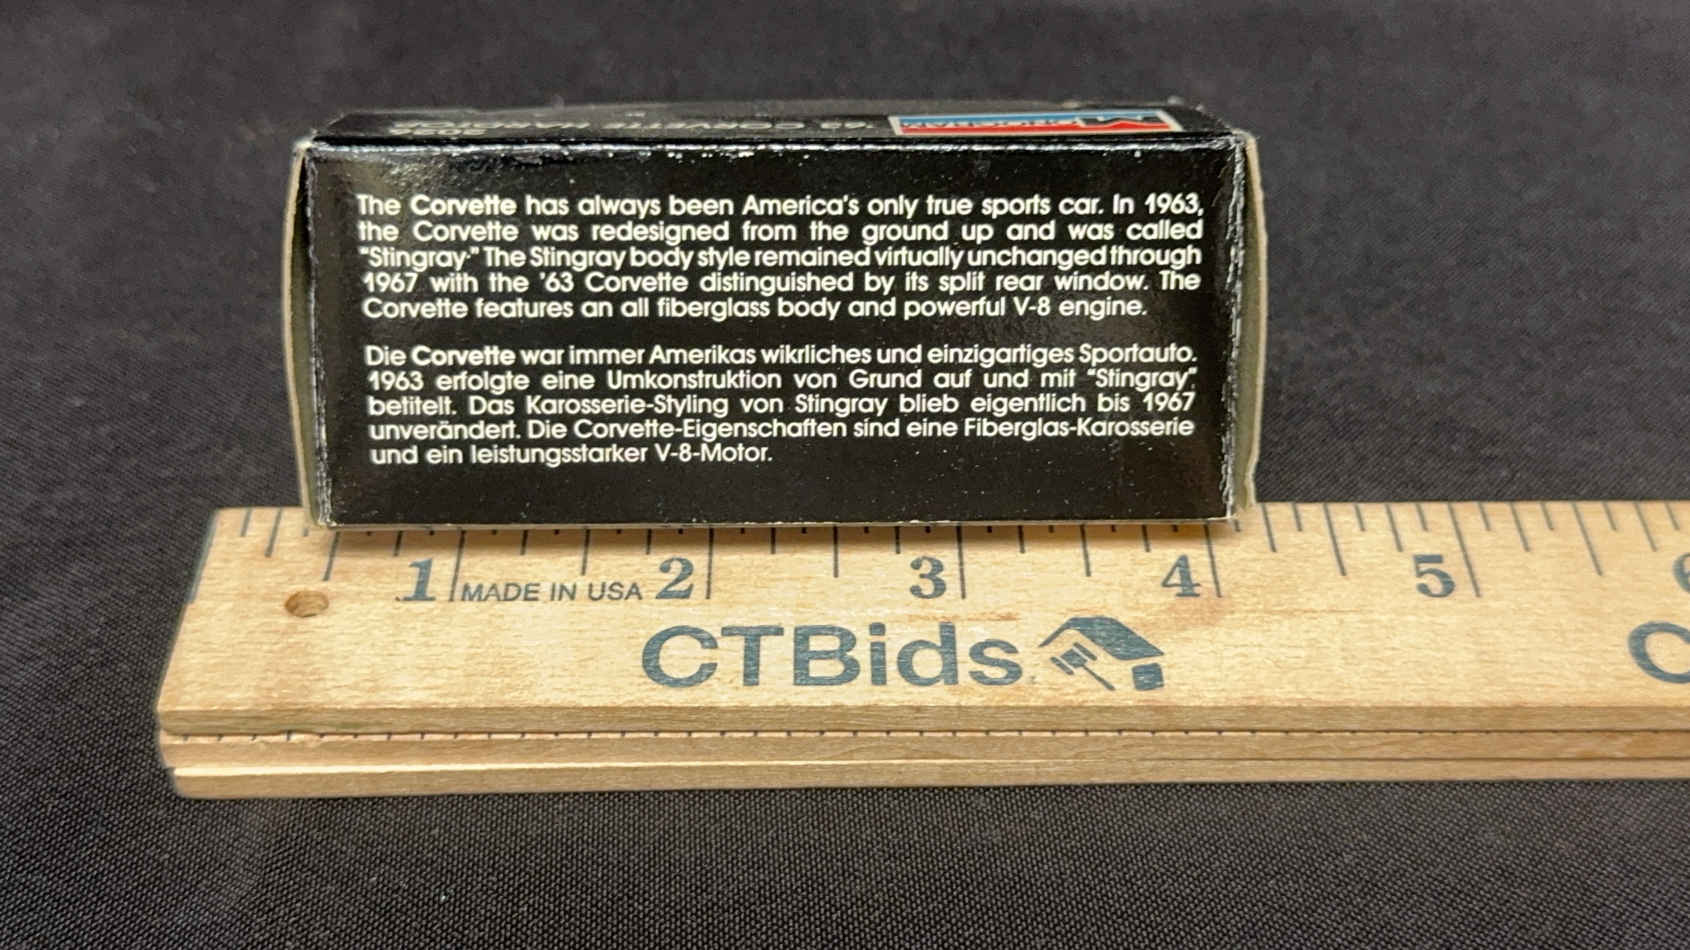 The Corvette has always been America's only true sports car. In 1963,
the Corvette was redesigned from the ground up and was called
"Stingray." The Stingray body style remained virtually unchanged through
1967 with the '63 Corvette distinguished by its split rear window. The
Corvette features an all fiberglass body and powerful V-8 engine.
Die Corvette war immer Amerikas wikrliches und einzigartiges Sportauto.
1963 erfolgte eine Umkonstruktion von Grund auf und mit "Stingray",
betitelt. Das Karosserie-Styling von Stingray blieb eigentlich bis 1967
unverändert. Die Corvette-Eigenschaften sind eine Fiberglas-Karosserie
und ein leistungsstarker V-8-Motor.
1 MADE IN USA 2 3 4 5 6
CTBids